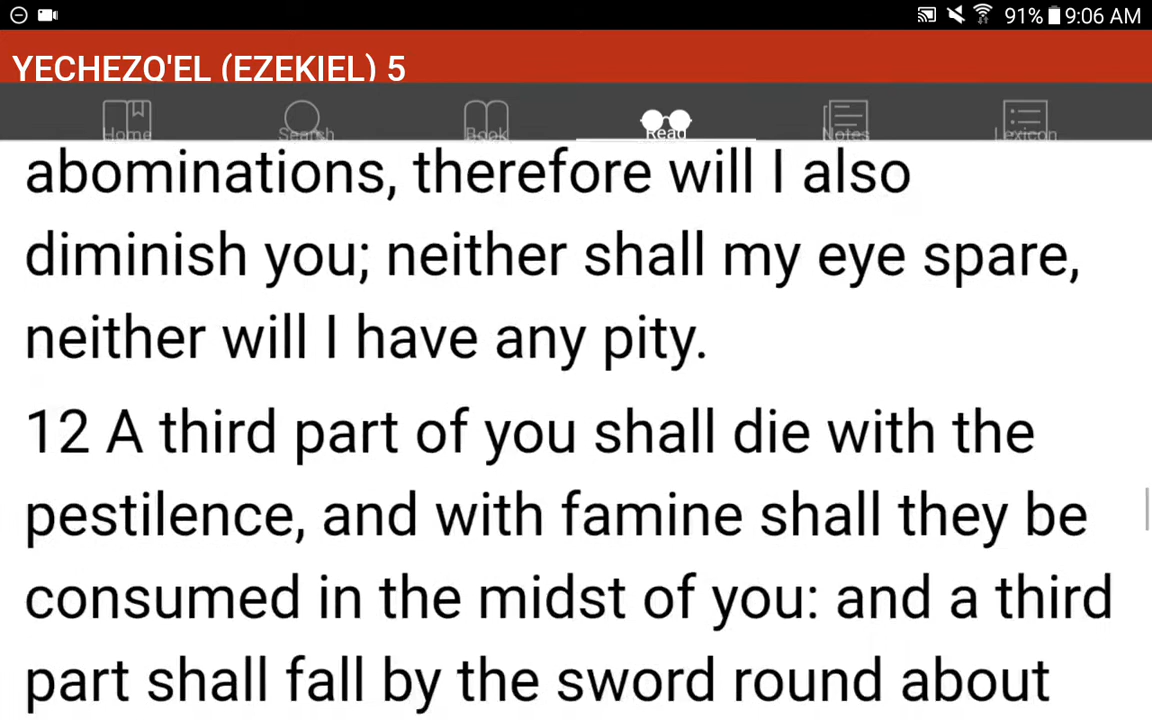 91% 9:06 AM
YECHEZQ'EL (EZEKIEL) 5
Home Search Book Read Notes Lexicon
abominations, therefore will I also
diminish you; neither shall my eye spare,
neither will I have any pity.
12 A third part of you shall die with the
pestilence, and with famine shall they be
consumed in the midst of you: and a third
part shall fall by the sword round about